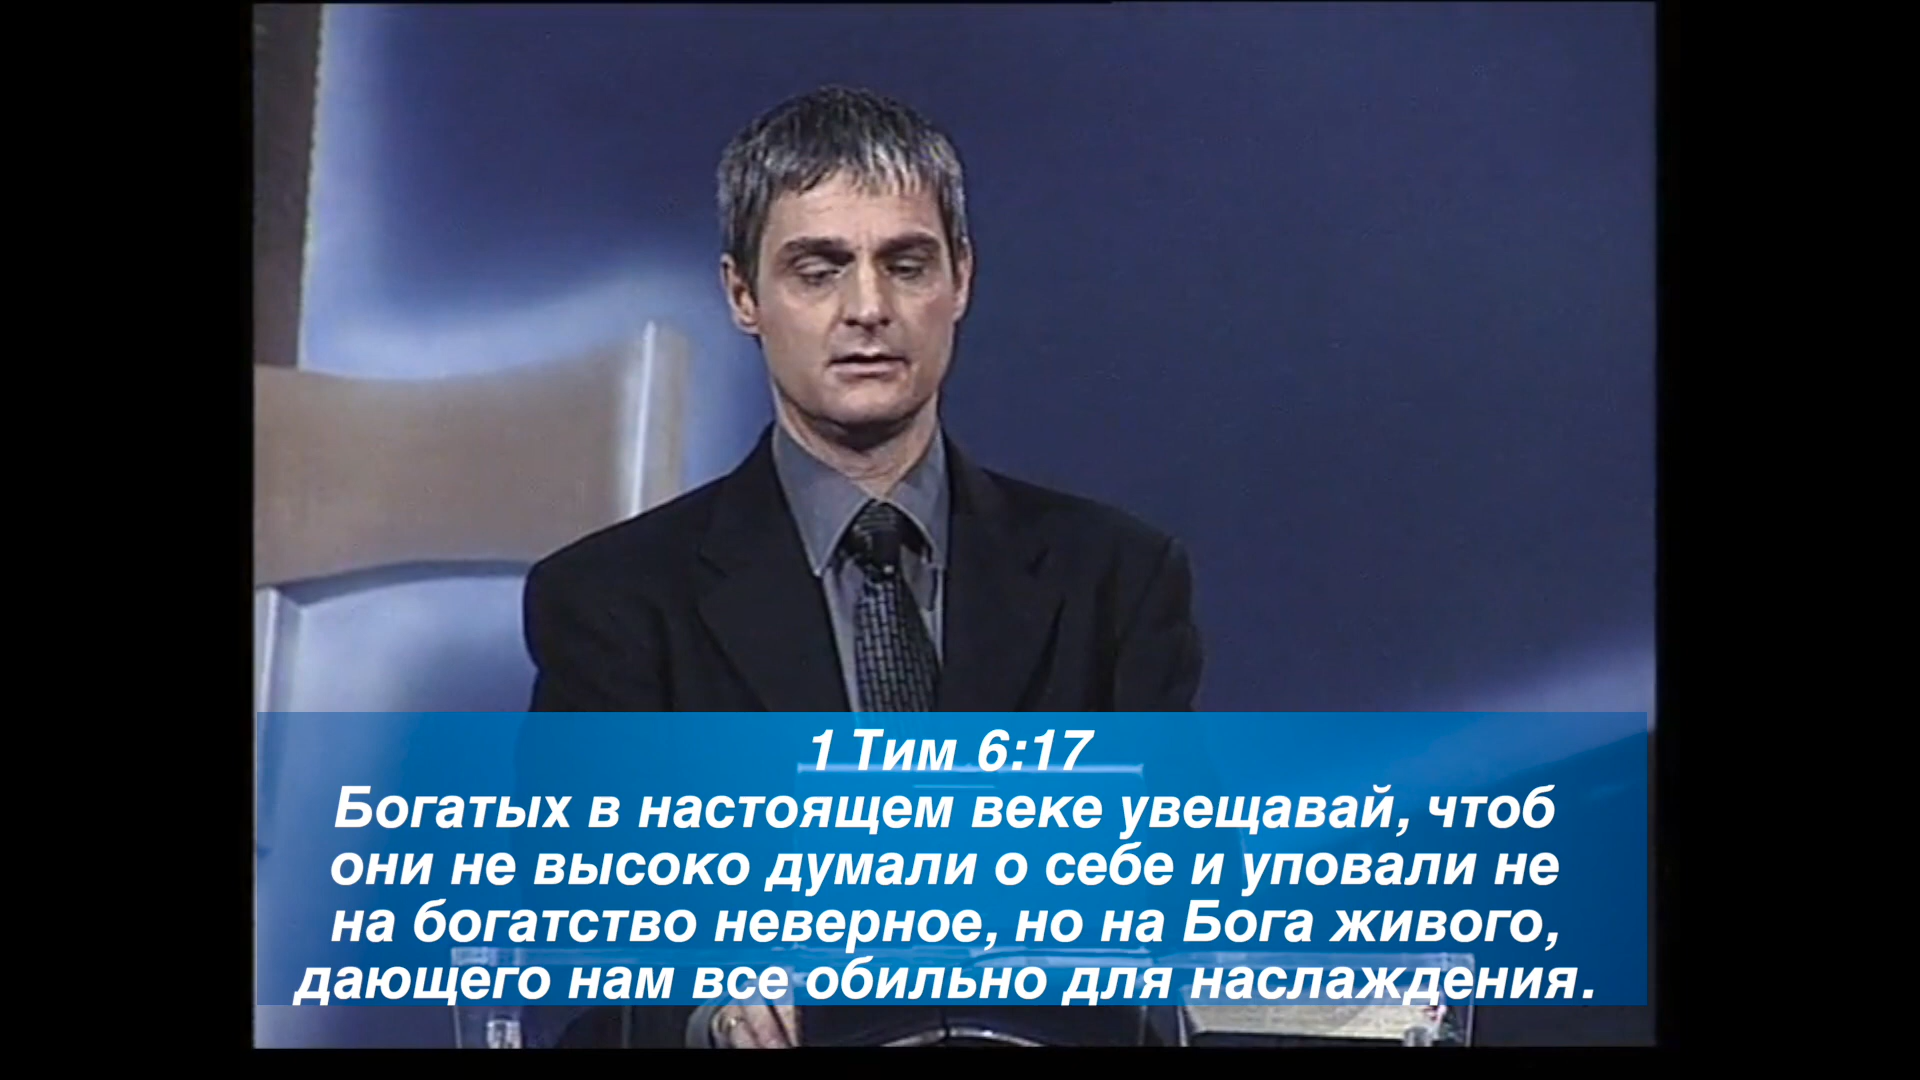 1 Тим 6:17
Богатых в настоящем веке увещавай, чтоб
они не высоко думали о себе и уповали не
на богатство неверное, но на Бога живого,
дающего нам все обильно для наслаждения.